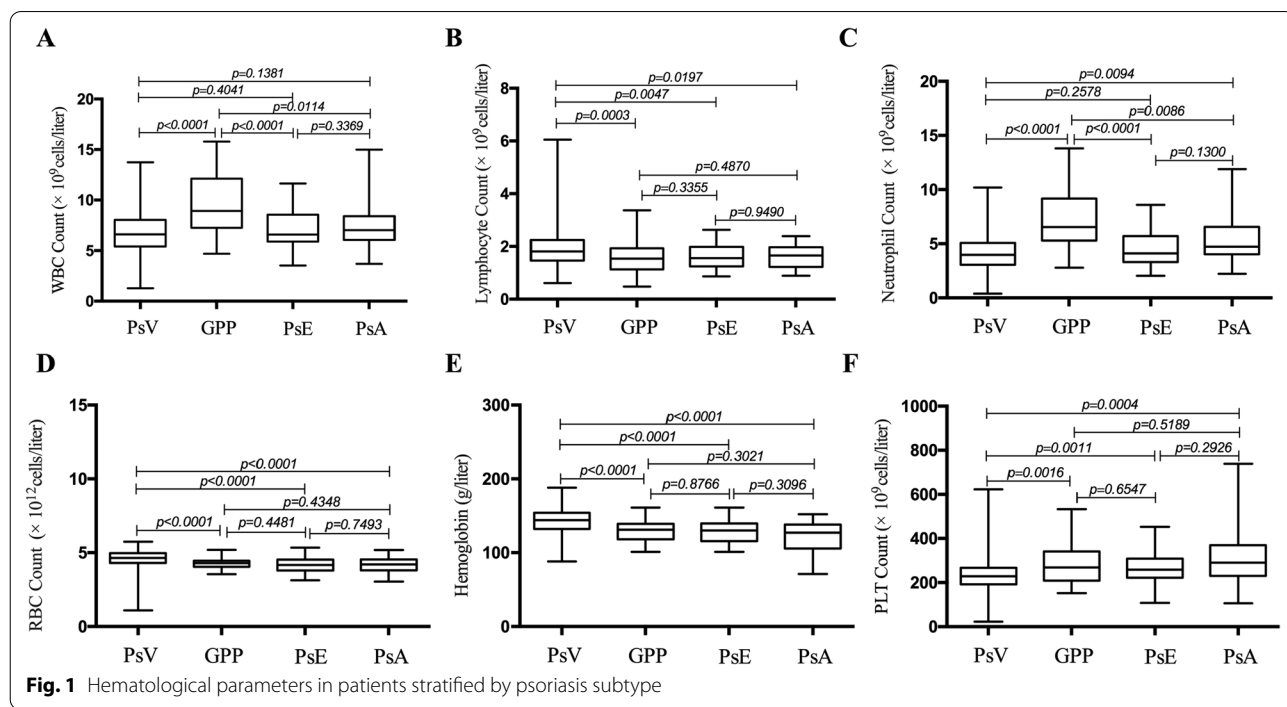 A
WBC Count (× 10⁹cells/liter)
20
15
10
5
0
p=0.1381
p=0.4041
p=0.0114
p<0.0001 p<0.0001 p=0.3369
PsV GPP PsE PsA
B
Lymphocyte Count (× 10⁹cells/liter)
8
6
4
2
0
p=0.0197
p=0.0047
p=0.0003
p=0.4870
p=0.3355
p=0.9490
PsV GPP PsE PsA
C
Neutrophil Count (× 10⁹cells/liter)
20
15
10
5
0
p=0.0094
p=0.2578
p=0.0086
p<0.0001 p<0.0001
p=0.1300
PsV GPP PsE PsA
D
RBC Count (× 10¹²cells/liter)
15
10
5
0
p<0.0001
p<0.0001
p=0.4348
p<0.0001 p=0.4481 p=0.7493
PsV GPP PsE PsA
E
Hemoglobin (g/liter)
300
200
100
0
p<0.0001
p<0.0001
p=0.3021
p<0.0001 p=0.8766 p=0.3096
PsV GPP PsE PsA
F
PLT Count (× 10⁹cells/liter)
1000
800
600
400
200
0
p=0.0004
p=0.5189
p=0.0011 p=0.2926
p=0.0016
p=0.6547
PsV GPP PsE PsA
Fig. 1 Hematological parameters in patients stratified by psoriasis subtype